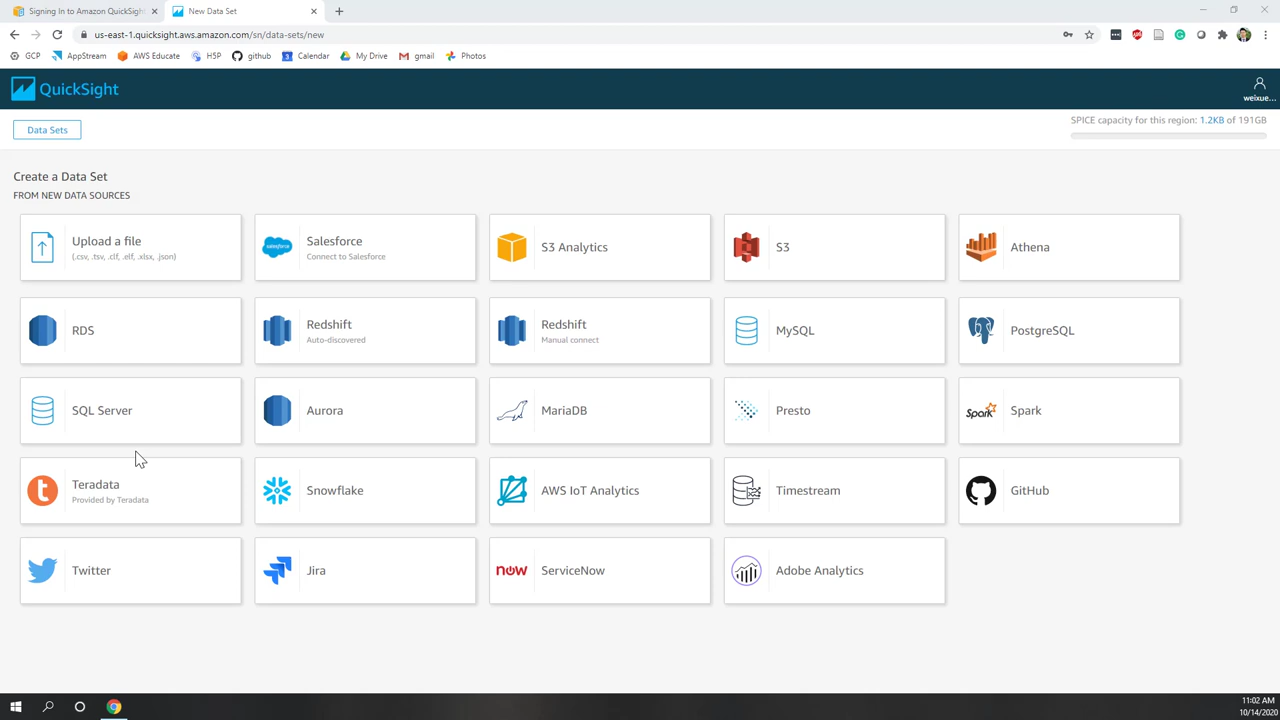 Signing In to Amazon QuickSight
New Data Set
us-east-1.quicksight.aws.amazon.com/sn/data-sets/new
GCP
AppStream
AWS Educate
H5P
github
Calendar
My Drive
gmail
Photos
QuickSight
weixue...
Data Sets
SPICE capacity for this region: 1.2KB of 191GB
Create a Data Set
FROM NEW DATA SOURCES
Upload a file
(.csv, .tsv, .clf, .elf, .xlsx, .json)
Salesforce
Connect to Salesforce
S3 Analytics
S3
Athena
RDS
Redshift
Auto-discovered
Redshift
Manual connect
MySQL
PostgreSQL
SQL Server
Aurora
MariaDB
Presto
Spark
Spark
Teradata
Provided by Teradata
Snowflake
AWS IoT Analytics
Timestream
GitHub
Twitter
Jira
now
ServiceNow
Adobe Analytics
11:02 AM
10/14/2020